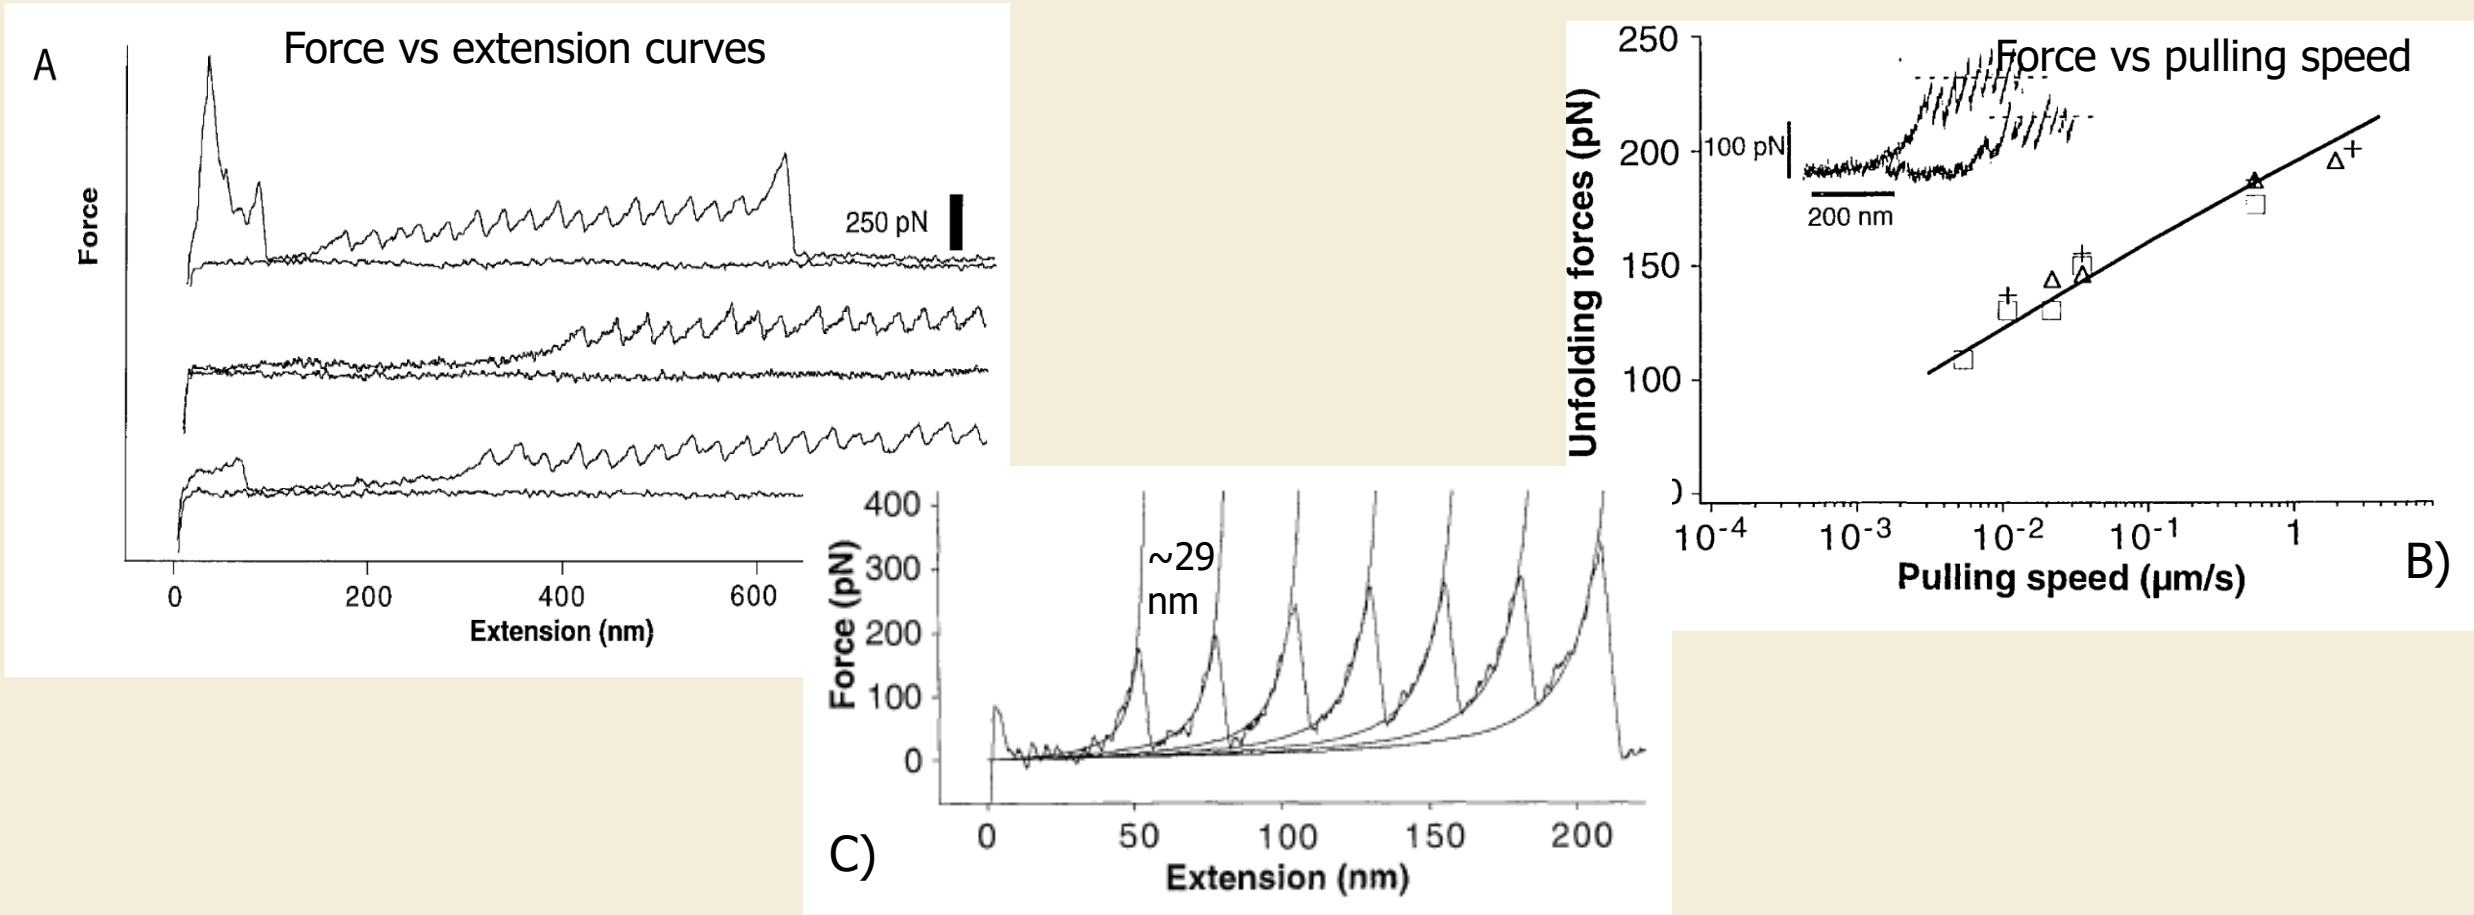 A
Force vs extension curves
Force
250 pN
0
200
400
600
Extension (nm)
250
200
150
100
Unfolding forces (pN)
Force vs pulling speed
100 pN
200 nm
10-4
10-3
10-2
10-1
1
Pulling speed (µm/s)
B)
400
300
200
100
0
Force (pN)
~29
nm
0
50
100
150
200
Extension (nm)
C)